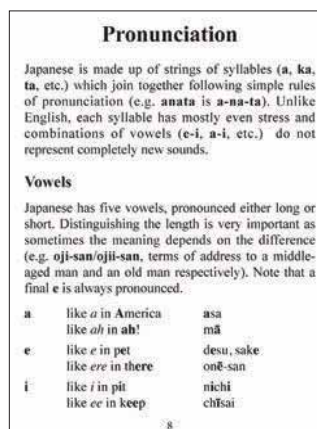 Pronunciation
Japanese is made up of strings of syllables (a, ka,
ta, etc.) which join together following simple rules
of pronunciation (e.g. anata is a-na-ta). Unlike
English, each syllable has mostly even stress and
combinations of vowels (e-i, a-i, etc.) do not
represent completely new sounds.
Vowels
Japanese has five vowels, pronounced either long or
short. Distinguishing the length is very important as
sometimes the meaning depends on the difference
(e.g. oji-san/ojii-san, terms of address to a middle-
aged man and an old man respectively). Note that a
final e is always pronounced.
a like a in America asa
like ah in ah! mā
e like e in pet desu, sake
like ere in there onē-san
i like i in pit nichi
like ee in keep chīsai
8